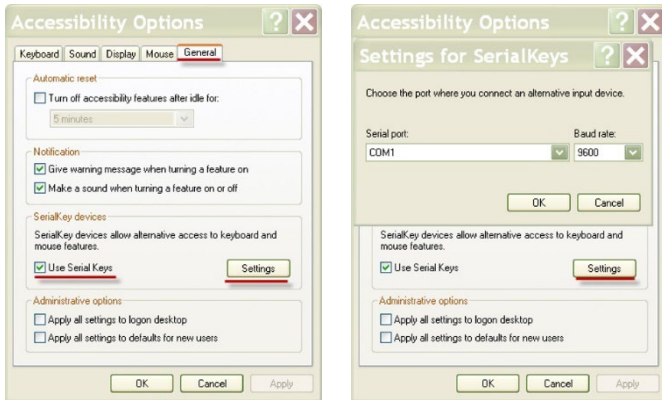 Accessibility Options
Keyboard Sound Display Mouse General
Automatic reset
Turn off accessibility features after idle for:
5 minutes
Notification
Give warning message when turning a feature on
Make a sound when turning a feature on or off
SerialKey devices
SerialKey devices allow alternative access to keyboard and
mouse features.
Use Serial Keys
Settings
Administrative options
Apply all settings to logon desktop
Apply all settings to defaults for new users
OK Cancel Apply
Accessibility Options
Settings for SerialKeys
Choose the port where you connect an alternative input device.
Serial port: Baud rate:
COM1 9600
OK Cancel
SerialKey devices allow alternative access to keyboard and
mouse features.
Use Serial Keys
Settings
Administrative options
Apply all settings to logon desktop
Apply all settings to defaults for new users
OK Cancel Apply